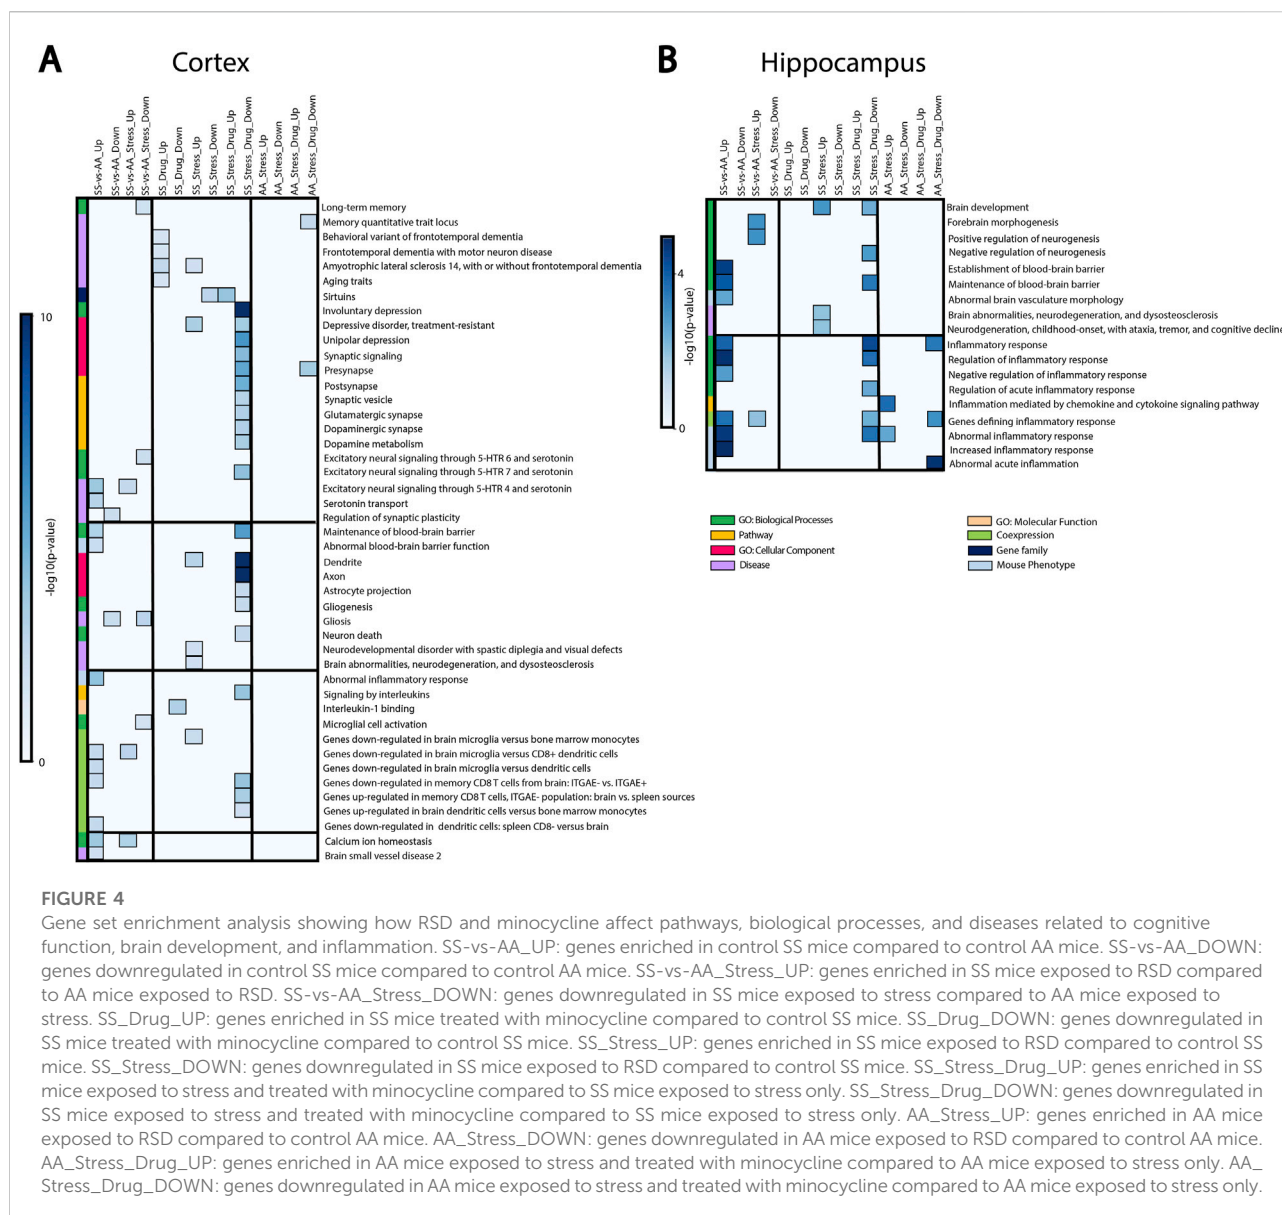 A
Cortex
SS-vs-AA_Up
SS-vs-AA_Down
SS-vs-AA_Stress_Up
SS-vs-AA_Stress_Down
SS_Drug_Up
SS_Drug_Down
SS_Stress_Up
SS_Stress_Down
SS_Stress_Drug_Up
SS_Stress_Drug_Down
AA_Stress_Up
AA_Stress_Down
AA_Stress_Drug_Up
AA_Stress_Drug_Down
10
-log10(p-value)
0
Long-term memory
Memory quantitative trait locus
Behavioral variant of frontotemporal dementia
Frontotemporal dementia with motor neuron disease
Amyotrophic lateral sclerosis 14, with or without frontotemporal dementia
Aging traits
Sirtuins
Involuntary depression
Depressive disorder, treatment-resistant
Unipolar depression
Synaptic signaling
Presynapse
Postsynapse
Synaptic vesicle
Glutamatergic synapse
Dopaminergic synapse
Dopamine metabolism
Excitatory neural signaling through 5-HTR 6 and serotonin
Excitatory neural signaling through 5-HTR 7 and serotonin
Excitatory neural signaling through 5-HTR 4 and serotonin
Serotonin transport
Regulation of synaptic plasticity
Maintenance of blood-brain barrier
Abnormal blood-brain barrier function
Dendrite
Axon
Astrocyte projection
Gliogenesis
Gliosis
Neuron death
Neurodevelopmental disorder with spastic diplegia and visual defects
Brain abnormalities, neurodegeneration, and dysosteosclerosis
Abnormal inflammatory response
Signaling by interleukins
Interleukin-1 binding
Microglial cell activation
Genes down-regulated in brain microglia versus bone marrow monocytes
Genes down-regulated in brain microglia versus CD8+ dendritic cells
Genes down-regulated in brain microglia versus dendritic cells
Genes down-regulated in memory CD8 T cells from brain: ITGAE- vs. ITGAE+
Genes up-regulated in memory CD8 T cells, ITGAE- population: brain vs. spleen sources
Genes up-regulated in brain dendritic cells versus bone marrow monocytes
Genes down-regulated in dendritic cells: spleen CD8- versus brain
Calcium ion homeostasis
Brain small vessel disease 2
B
Hippocampus
SS-vs-AA_Up
SS-vs-AA_Down
SS-vs-AA_Stress_Up
SS-vs-AA_Stress_Down
SS_Drug_Up
SS_Drug_Down
SS_Stress_Up
SS_Stress_Down
SS_Stress_Drug_Up
SS_Stress_Drug_Down
AA_Stress_Up
AA_Stress_Down
AA_Stress_Drug_Up
AA_Stress_Drug_Down
4
-log10(p-value)
0
Brain development
Forebrain morphogenesis
Positive regulation of neurogenesis
Negative regulation of neurogenesis
Establishment of blood-brain barrier
Maintenance of blood-brain barrier
Abnormal brain vasculature morphology
Brain abnormalities, neurodegeneration, and dysosteosclerosis
Neurodgeneration, childhood-onset, with ataxia, tremor, and cognitive decline
Inflammatory response
Regulation of inflammatory response
Negative regulation of inflammatory response
Regulation of acute inflammatory response
Inflammation mediated by chemokine and cytokoine signaling pathway
Genes defining inflammatory response
Abnormal inflammatory response
Increased inflammatory response
Abnormal acute inflammation
GO: Biological Processes
Pathway
GO: Cellular Component
Disease
GO: Molecular Function
Coexpression
Gene family
Mouse Phenotype
FIGURE 4
Gene set enrichment analysis showing how RSD and minocycline affect pathways, biological processes, and diseases related to cognitive
function, brain development, and inflammation. SS-vs-AA_UP: genes enriched in control SS mice compared to control AA mice. SS-vs-AA_DOWN:
genes downregulated in control SS mice compared to control AA mice. SS-vs-AA_Stress_UP: genes enriched in SS mice exposed to RSD compared
to AA mice exposed to RSD. SS-vs-AA_Stress_DOWN: genes downregulated in SS mice exposed to stress compared to AA mice exposed to
stress. SS_Drug_UP: genes enriched in SS mice treated with minocycline compared to control SS mice. SS_Drug_DOWN: genes downregulated in
SS mice treated with minocycline compared to control SS mice. SS_Stress_UP: genes enriched in SS mice exposed to RSD compared to control SS
mice. SS_Stress_DOWN: genes downregulated in SS mice exposed to RSD compared to control SS mice. SS_Stress_Drug_UP: genes enriched in SS
mice exposed to stress and treated with minocycline compared to SS mice exposed to stress only. SS_Stress_Drug_DOWN: genes downregulated in
SS mice exposed to stress and treated with minocycline compared to SS mice exposed to stress only. AA_Stress_UP: genes enriched in AA mice
exposed to RSD compared to control AA mice. AA_Stress_DOWN: genes downregulated in AA mice exposed to RSD compared to control AA mice.
AA_Stress_Drug_UP: genes enriched in AA mice exposed to stress and treated with minocycline compared to AA mice exposed to stress only. AA_
Stress_Drug_DOWN: genes downregulated in AA mice exposed to stress and treated with minocycline compared to AA mice exposed to stress only.